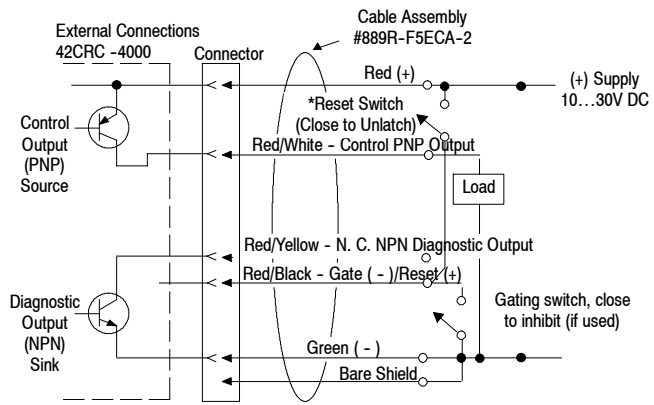 External Connections
42CRC -4000
Connector
Cable Assembly
#889R-F5ECA-2
Red (+)
(+) Supply
10...30V DC
*Reset Switch
(Close to Unlatch)
Control
Output
(PNP)
Source
Red/White - Control PNP Output
Load
Red/Yellow - N. C. NPN Diagnostic Output
Red/Black - Gate ( - )/Reset (+)
Diagnostic
Output
(NPN)
Sink
Gating switch, close
to inhibit (if used)
Green ( - )
Bare Shield